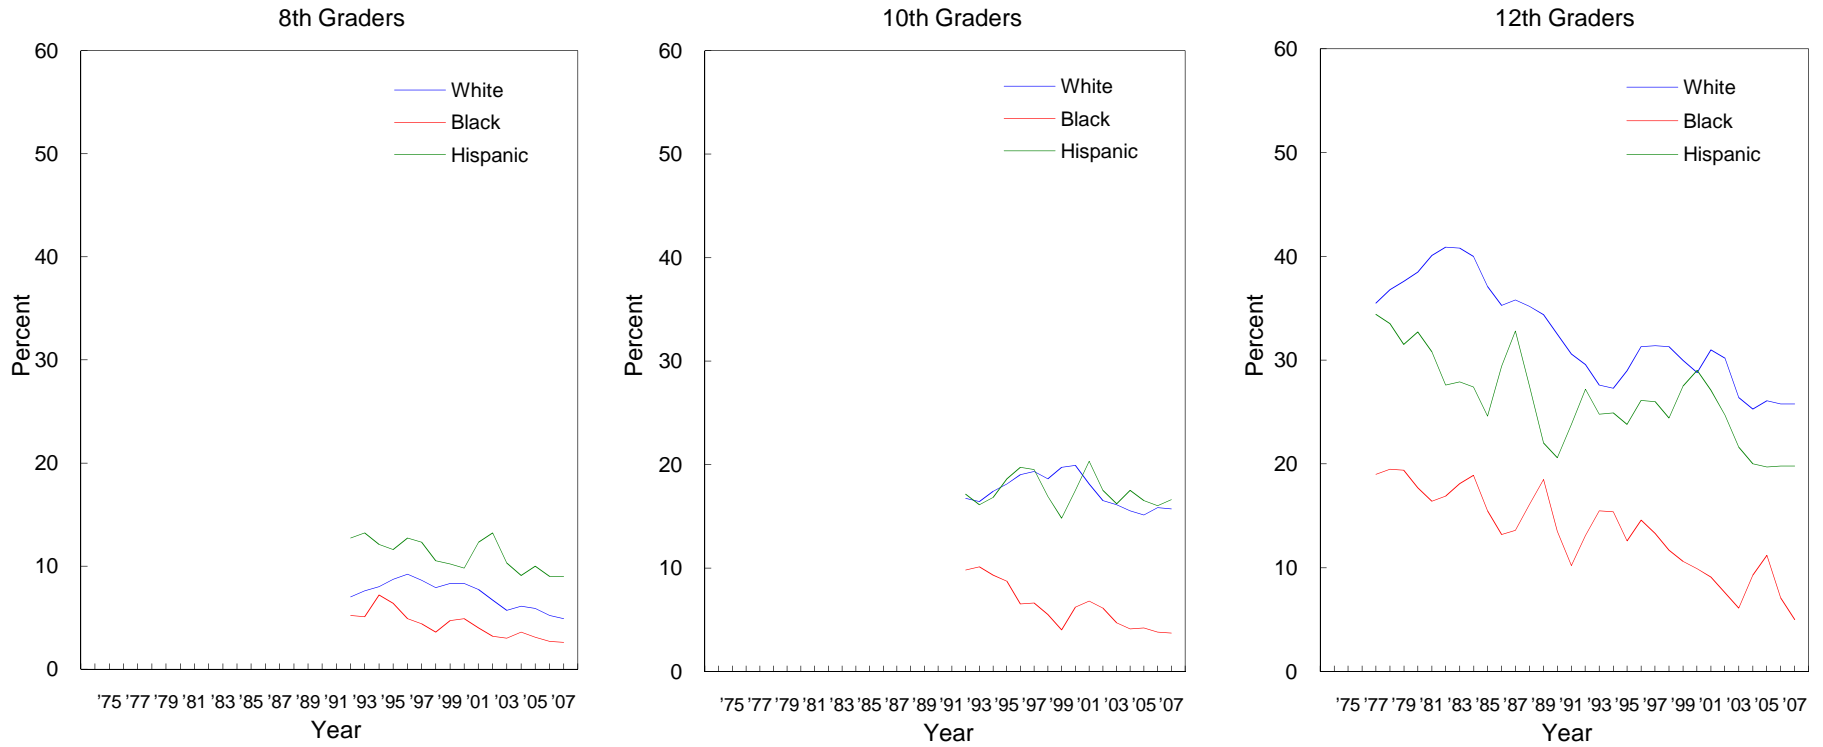 8th Graders
60
50
40
30
20
10
0
Percent
White
Black
Hispanic
’75 ’77 ’79 ’81 ’83 ’85 ’87 ’89 ’91 ’93 ’95 ’97 ’99 ’01 ’03 ’05 ’07
Year
10th Graders
60
50
40
30
20
10
0
Percent
White
Black
Hispanic
’75 ’77 ’79 ’81 ’83 ’85 ’87 ’89 ’91 ’93 ’95 ’97 ’99 ’01 ’03 ’05 ’07
Year
12th Graders
60
50
40
30
20
10
0
Percent
White
Black
Hispanic
’75 ’77 ’79 ’81 ’83 ’85 ’87 ’89 ’91 ’93 ’95 ’97 ’99 ’01 ’03 ’05 ’07
Year